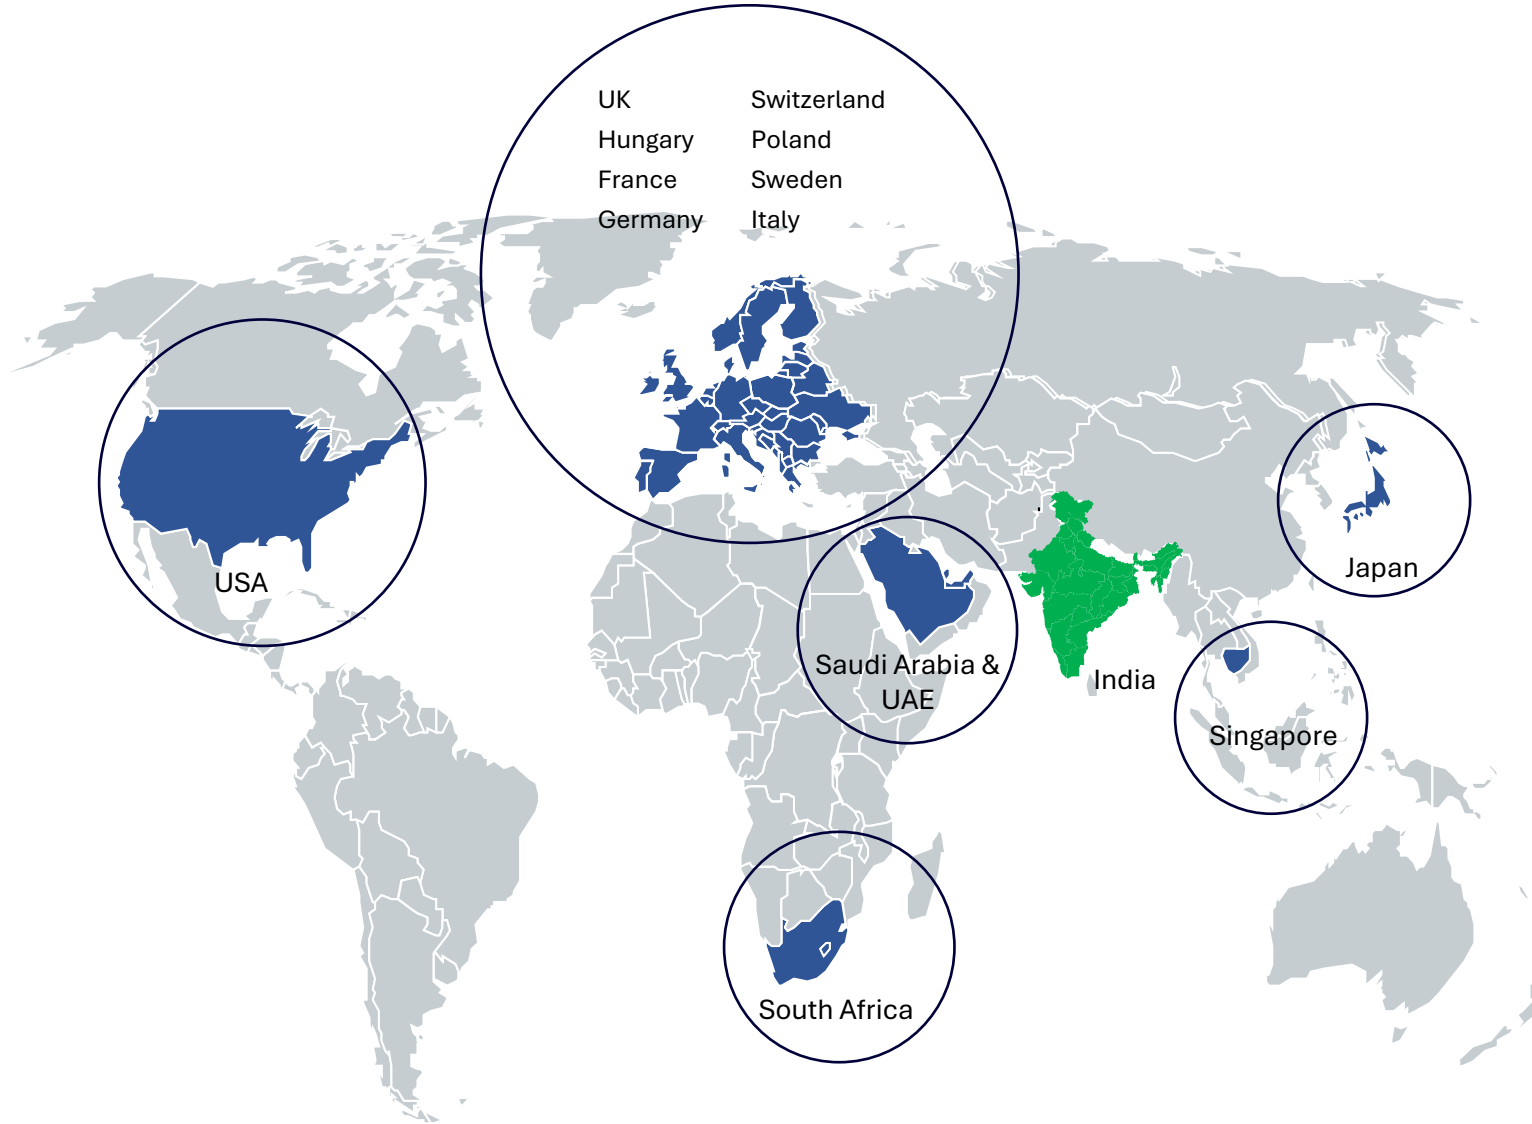 UK
Hungary
France
Germany
Switzerland
Poland
Sweden
Italy
USA
Saudi Arabia &
UAE
India
Japan
Singapore
South Africa